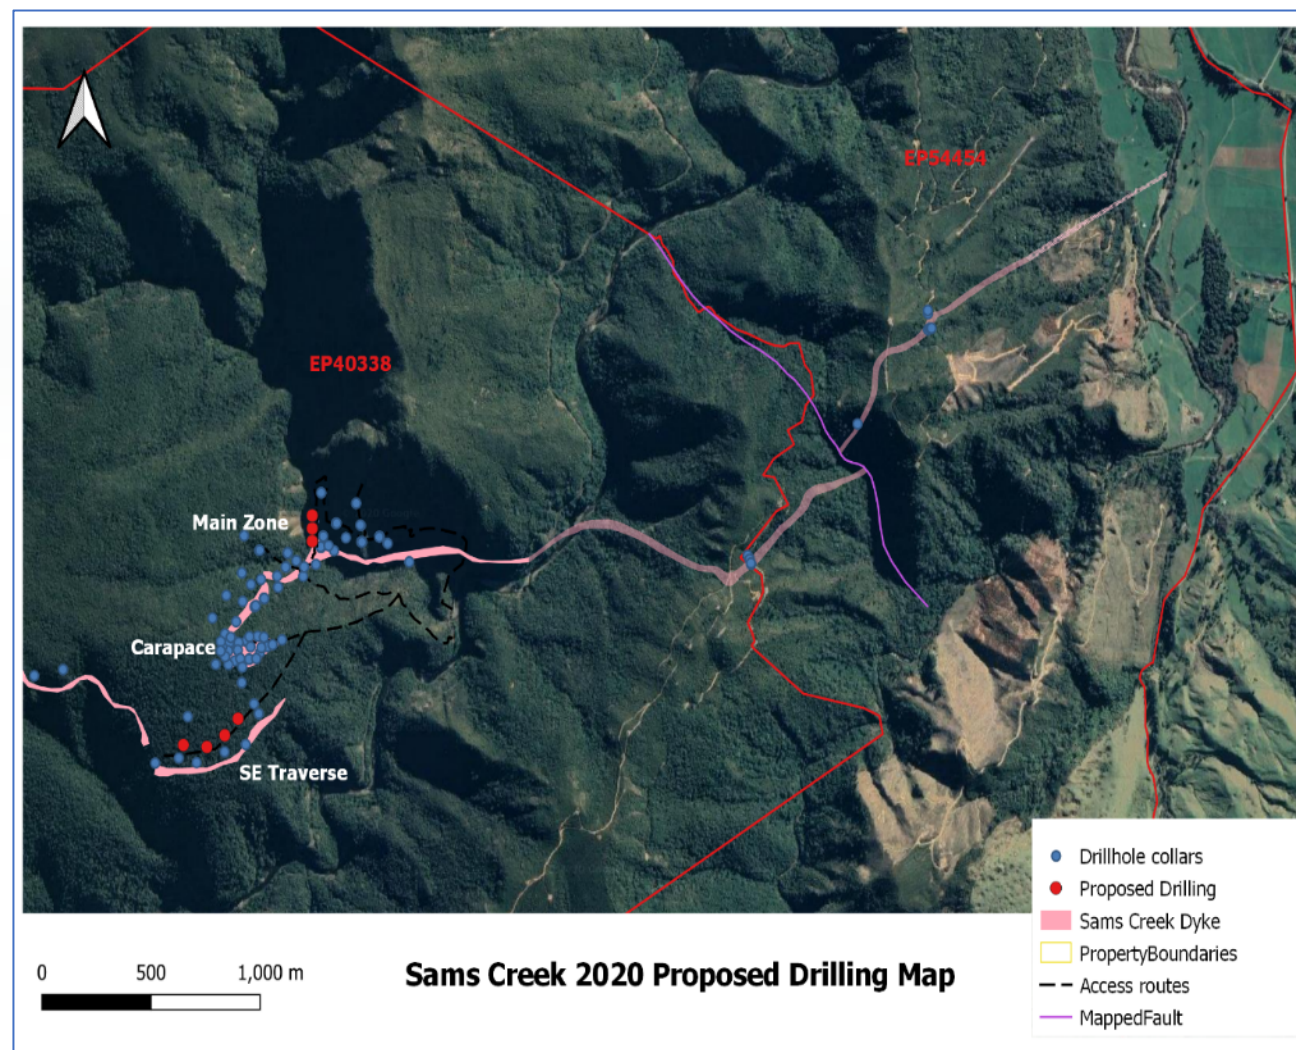 EP54454
EP40338
Main Zone
Carapace
SE Traverse
Drillhole collars
Proposed Drilling
Sams Creek Dyke
PropertyBoundaries
Access routes
MappedFault
0 500 1,000 m
Sams Creek 2020 Proposed Drilling Map